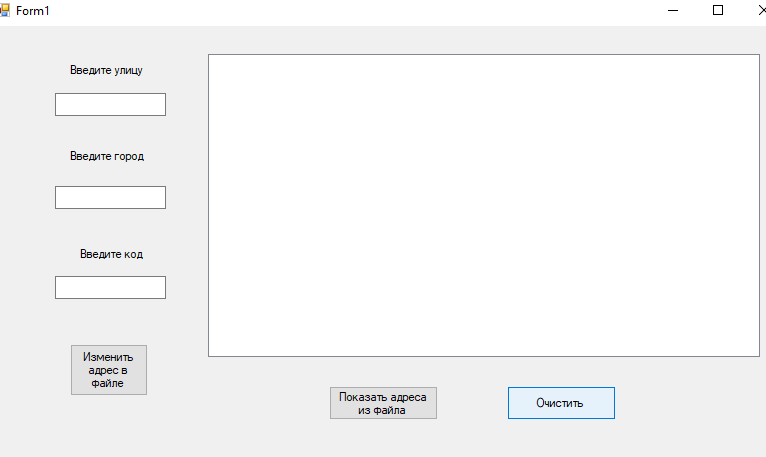 Form1
Введите улицу
Введите город
Введите код
Изменить
адрес в
файле
Показать адреса
из файла
Очистить